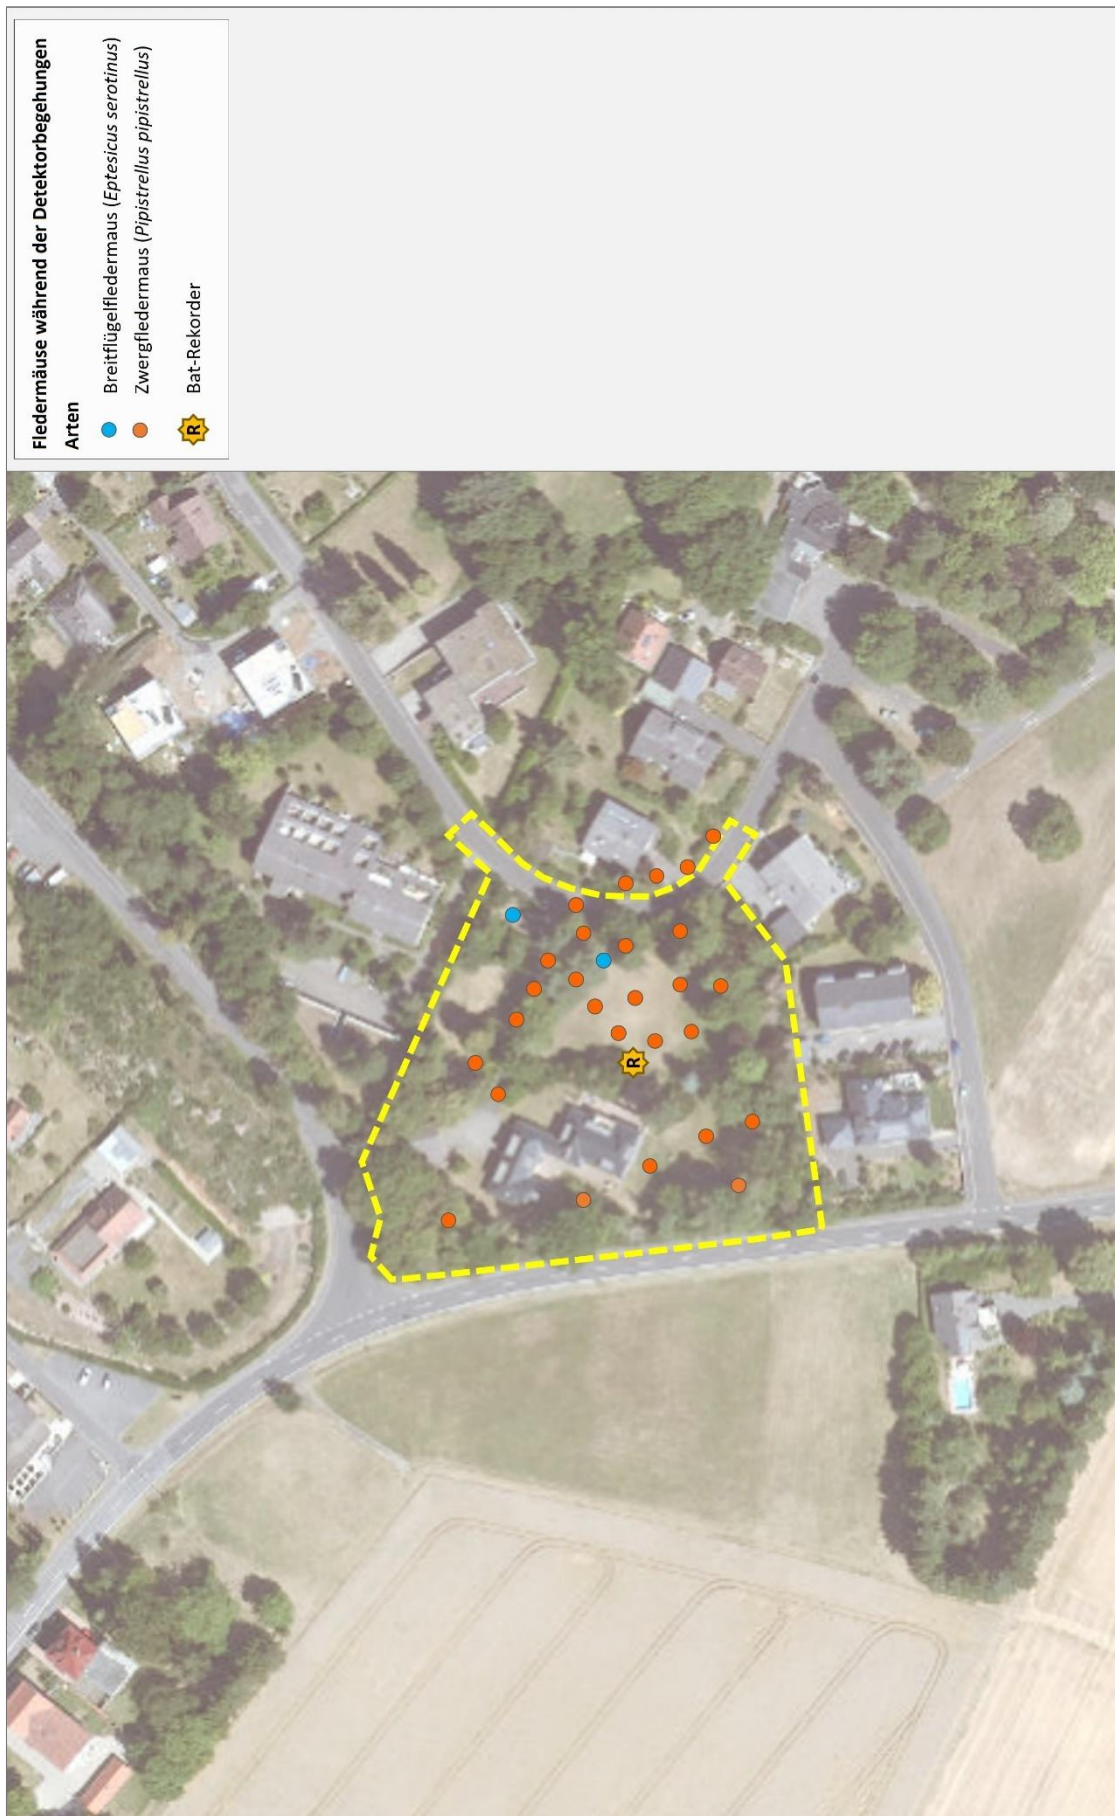 Fledermäuse während der Detektorbegehungen
Arten
Breitflügelfledermaus (Eptesicus serotinus)
Zwergfledermaus (Pipistrellus pipistrellus)
R Bat-Rekorder
R